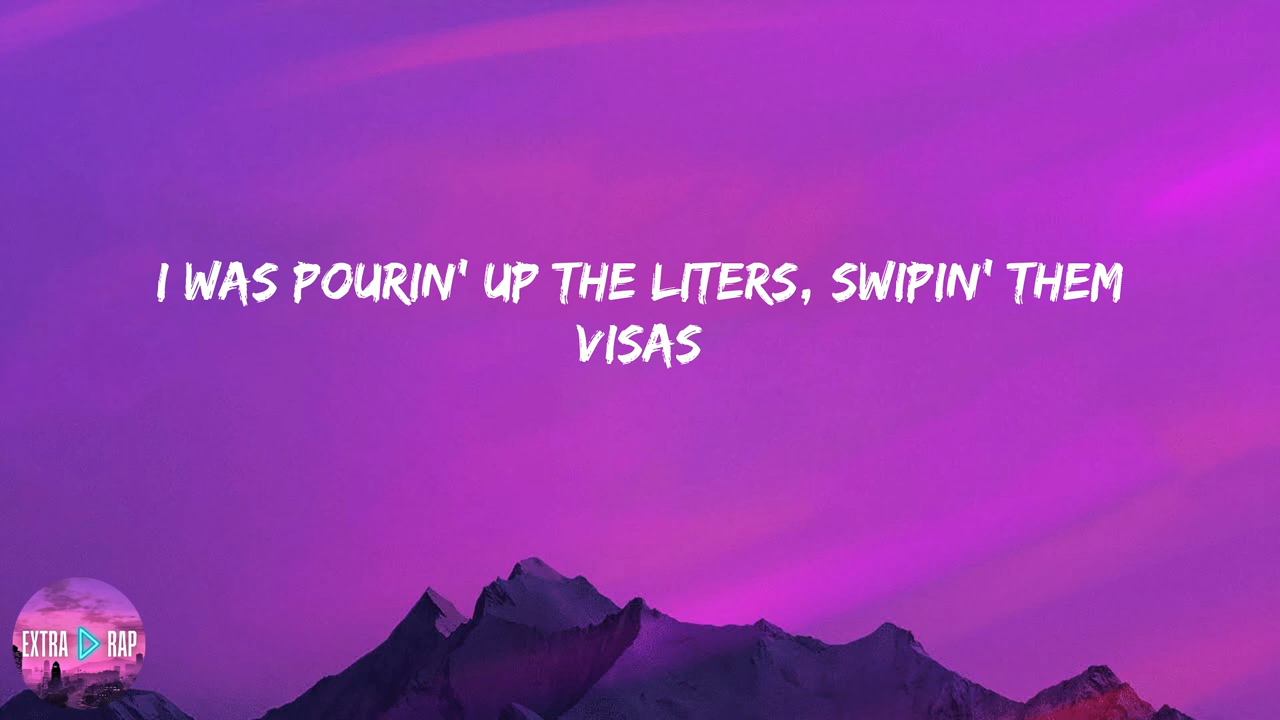 I WAS POURIN' UP THE LITERS, SWIPIN' THEM
VISAS
EXTRA RAP